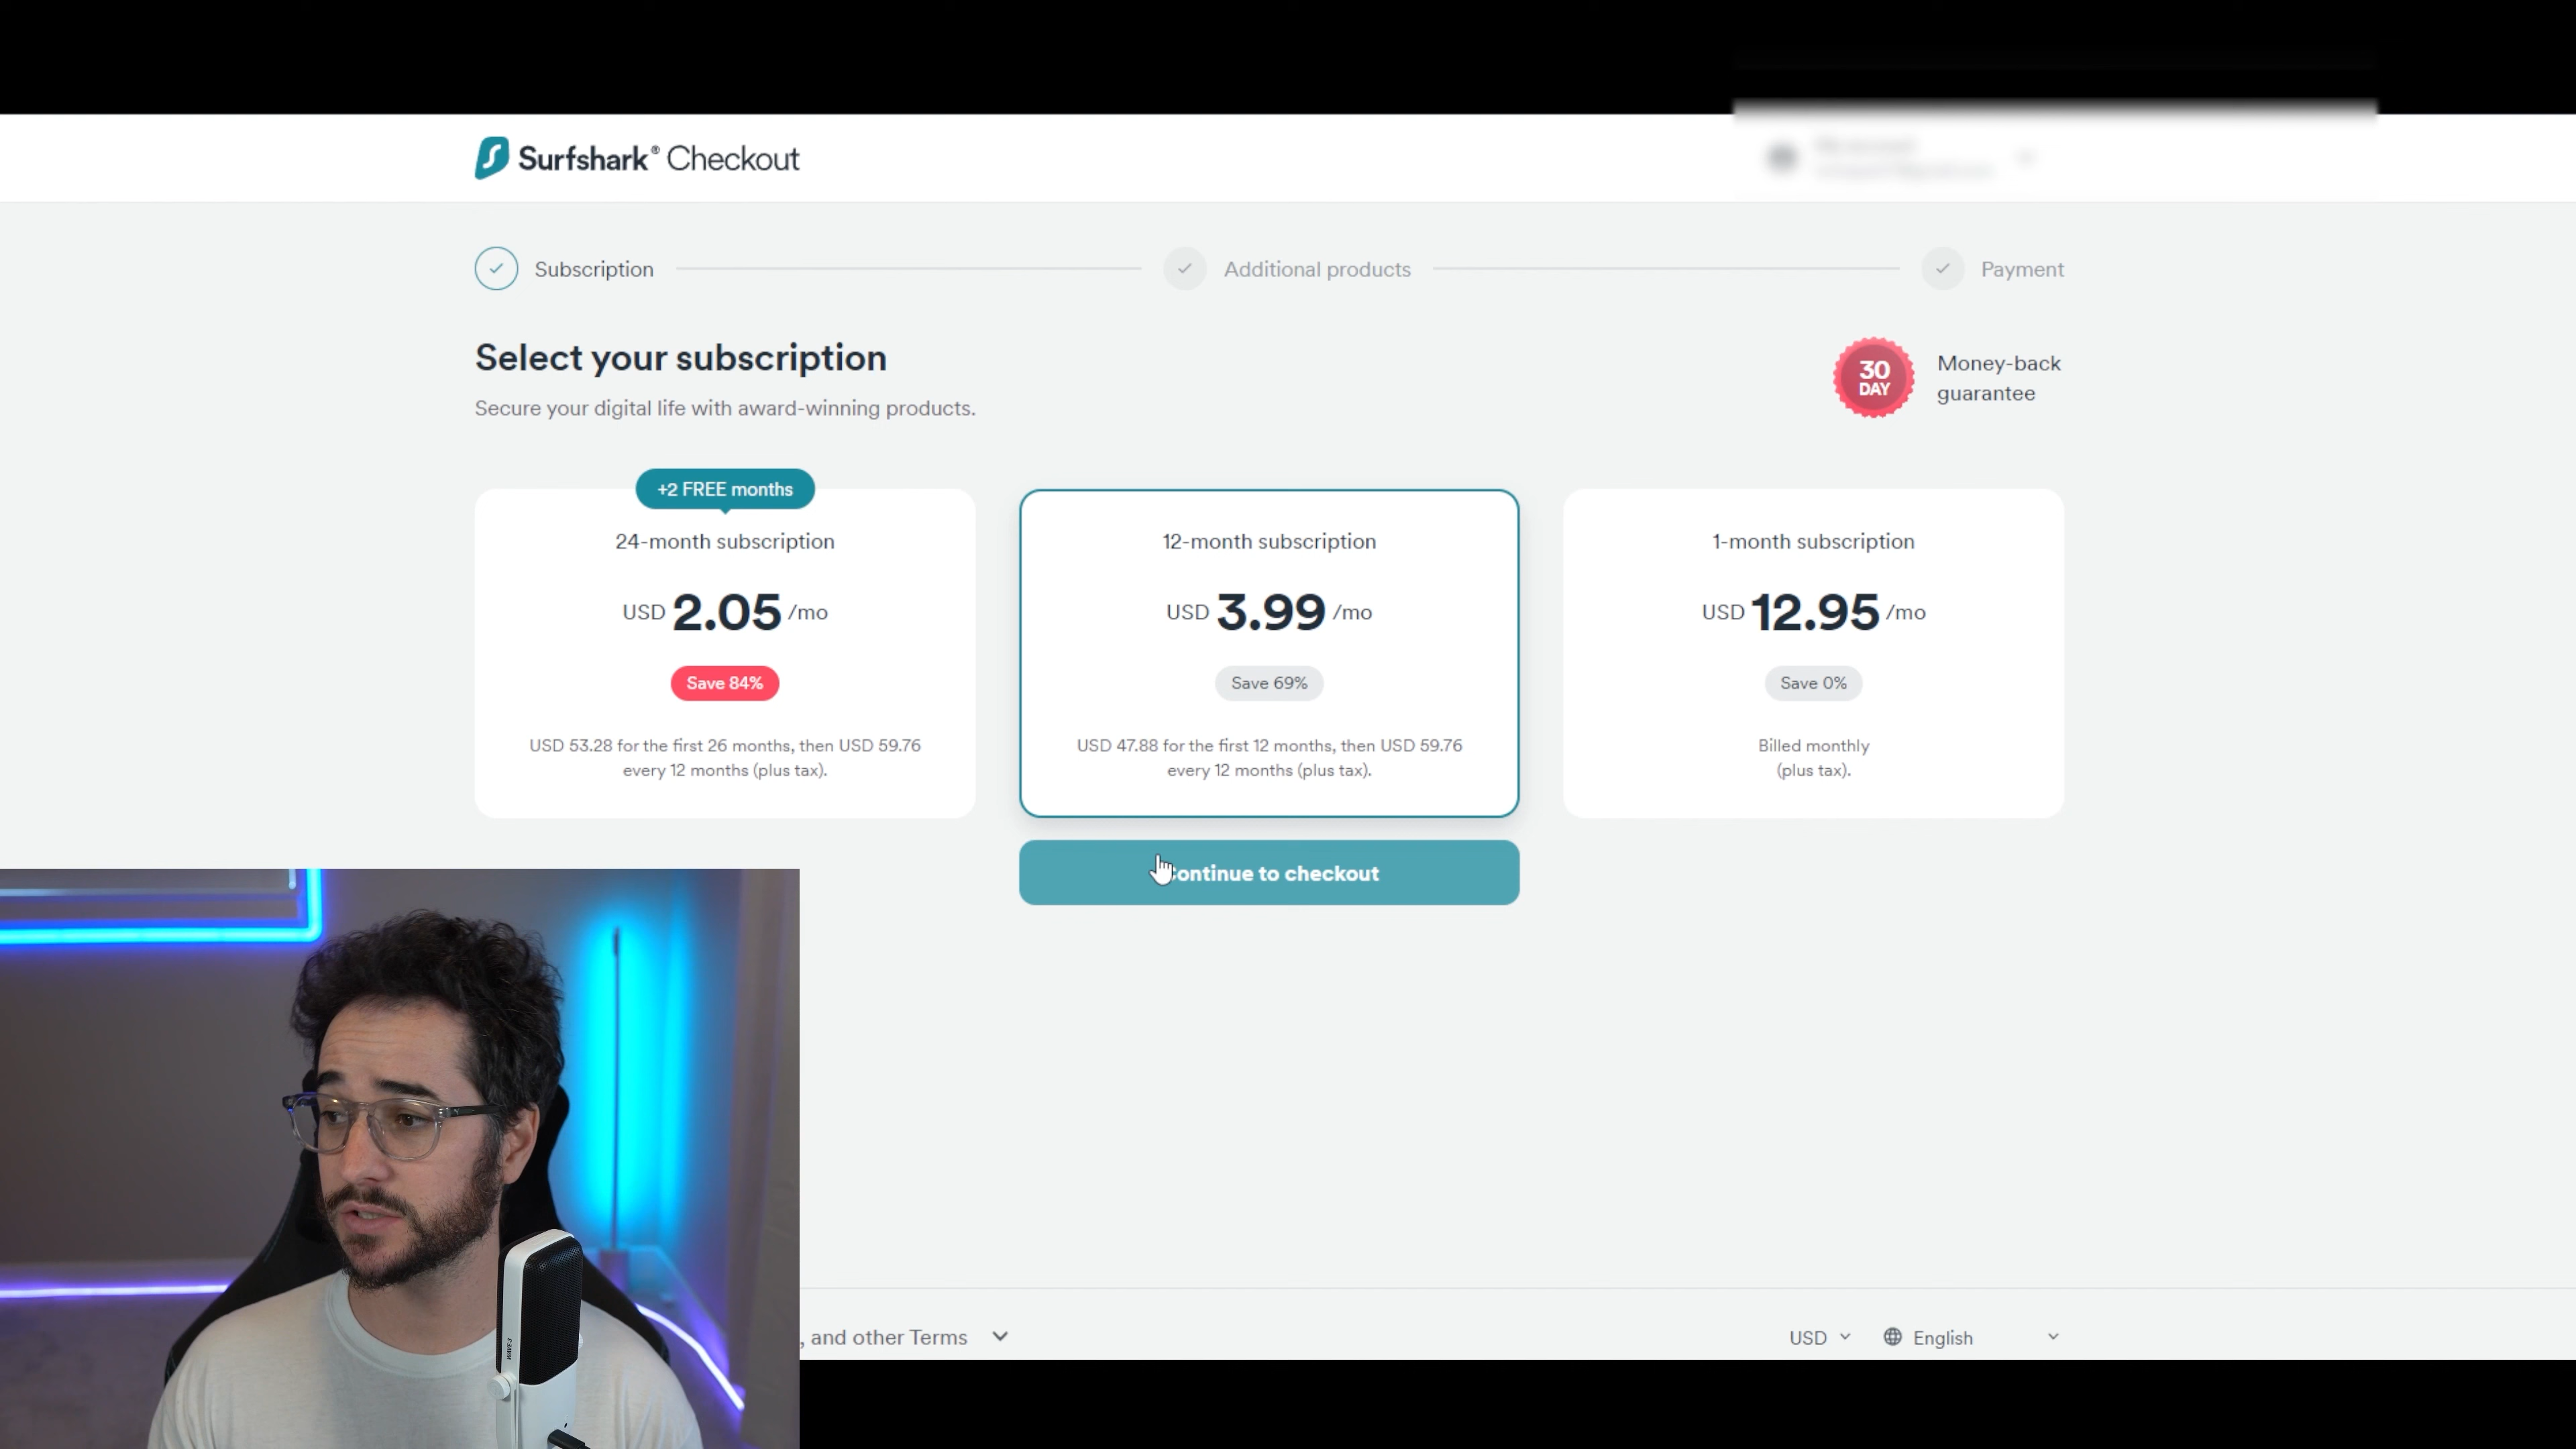 Surfshark® Checkout
Subscription
Additional products
Payment
Select your subscription
Secure your digital life with award-winning products.
30
DAY
Money-back
guarantee
+2 FREE months
24-month subscription
USD 2.05 /mo
Save 84%
USD 53.28 for the first 26 months, then USD 59.76
every 12 months (plus tax).
12-month subscription
USD 3.99 /mo
Save 69%
USD 47.88 for the first 12 months, then USD 59.76
every 12 months (plus tax).
1-month subscription
USD 12.95 /mo
Save 0%
Billed monthly
(plus tax).
ontinue to checkout
, and other Terms
USD
English